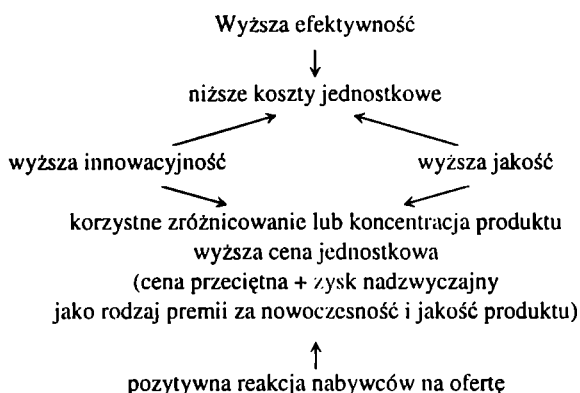 Wyższa efektywność
niższe koszty jednostkowe
wyższa innowacyjność wyższa jakość
korzystne zróżnicowanie lub koncentracja produktu
wyższa cena jednostkowa
(cena przeciętna + zysk nadzwyczajny
jako rodzaj premii za nowoczesność i jakość produktu)
pozytywna reakcja nabywców na ofertę